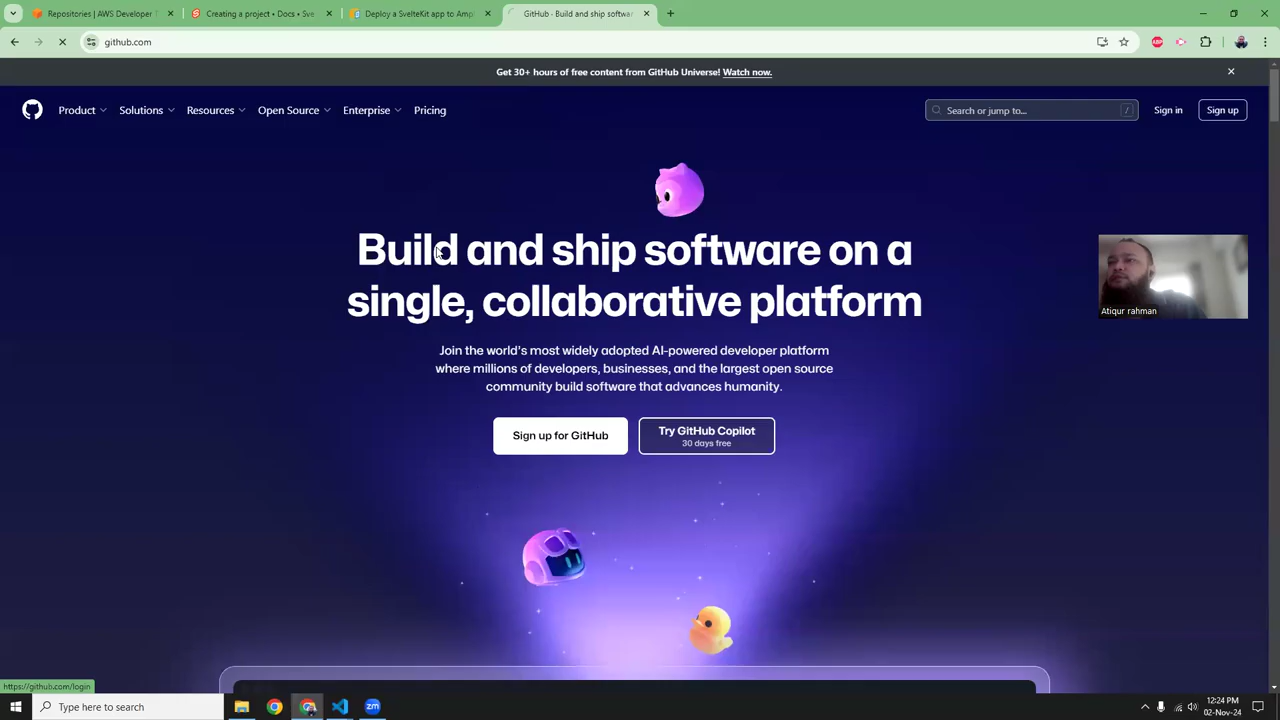 Repositories | AWS Developer T
Creating a project • Docs • Sve
Deploy a SvelteKit app to Amp
GitHub · Build and ship softwar
github.com
Get 30+ hours of free content from GitHub Universe! Watch now.
Product
Solutions
Resources
Open Source
Enterprise
Pricing
Search or jump to...
/
Sign in
Sign up
Build and ship software on a
single, collaborative platform
Join the world's most widely adopted AI-powered developer platform
where millions of developers, businesses, and the largest open source
community build software that advances humanity.
Sign up for GitHub
Try GitHub Copilot
30 days free
Atiqur rahman
https://github.com/login
Type here to search
zm
12:24 PM
02-Nov-24